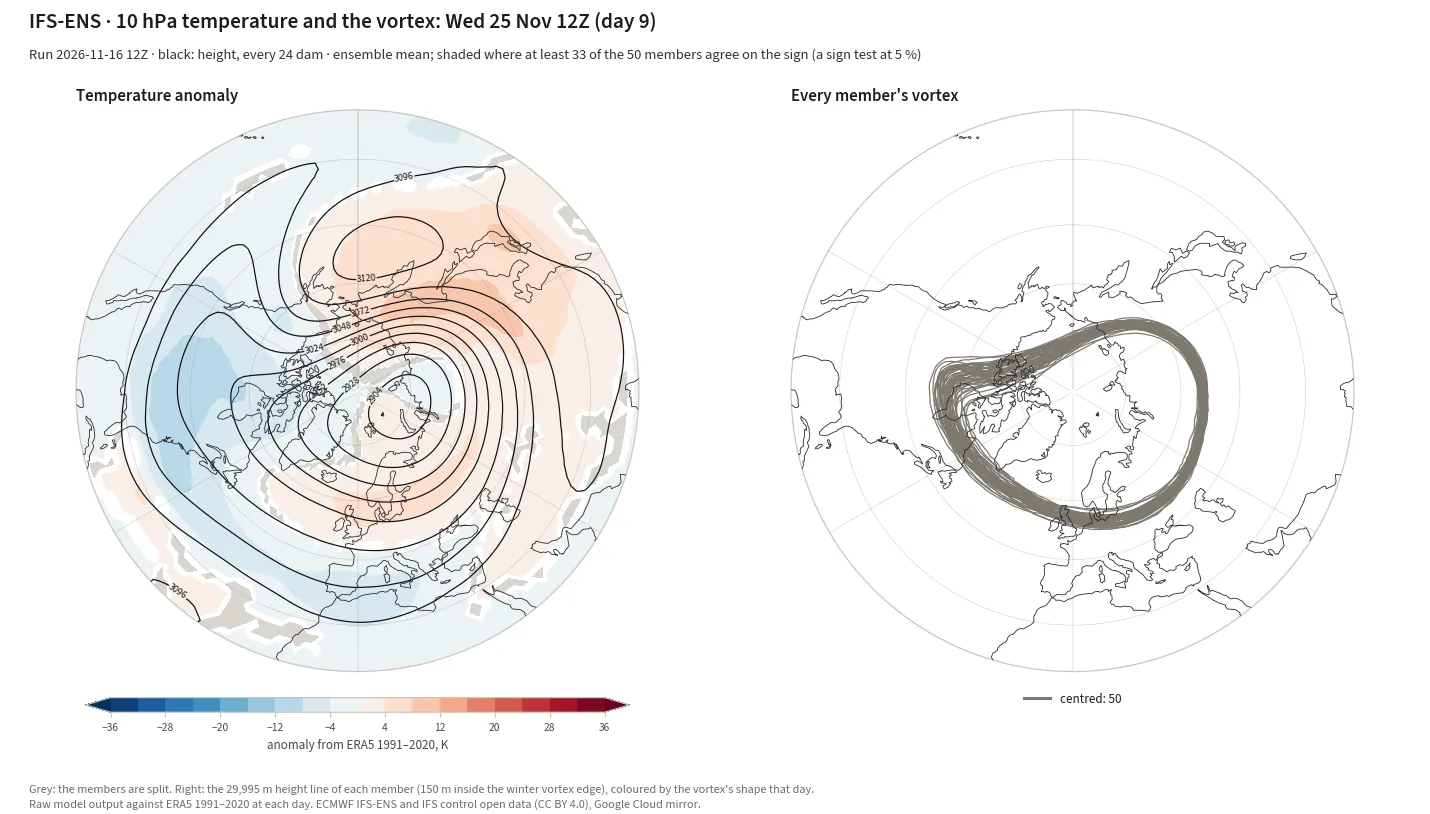 IFS-ENS · 10 hPa temperature and the vortex: Wed 25 Nov 12Z (day 9)
Run 2026-11-16 12Z · black: height, every 24 dam · ensemble mean; shaded where at least 33 of the 50 members agree on the sign (a sign test at 5 %)
Temperature anomaly
Every member's vortex
3096
3120
3072
3048
3000
3024
2976
2928
3096
centred: 50
−36 −28 −20 −12 −4 4 12 20 28 36
anomaly from ERA5 1991–2020, K
Grey: the members are split. Right: the 29,995 m height line of each member (150 m inside the winter vortex edge), coloured by the vortex's shape that day.
Raw model output against ERA5 1991–2020 at each day. ECMWF IFS-ENS and IFS control open data (CC BY 4.0), Google Cloud mirror.